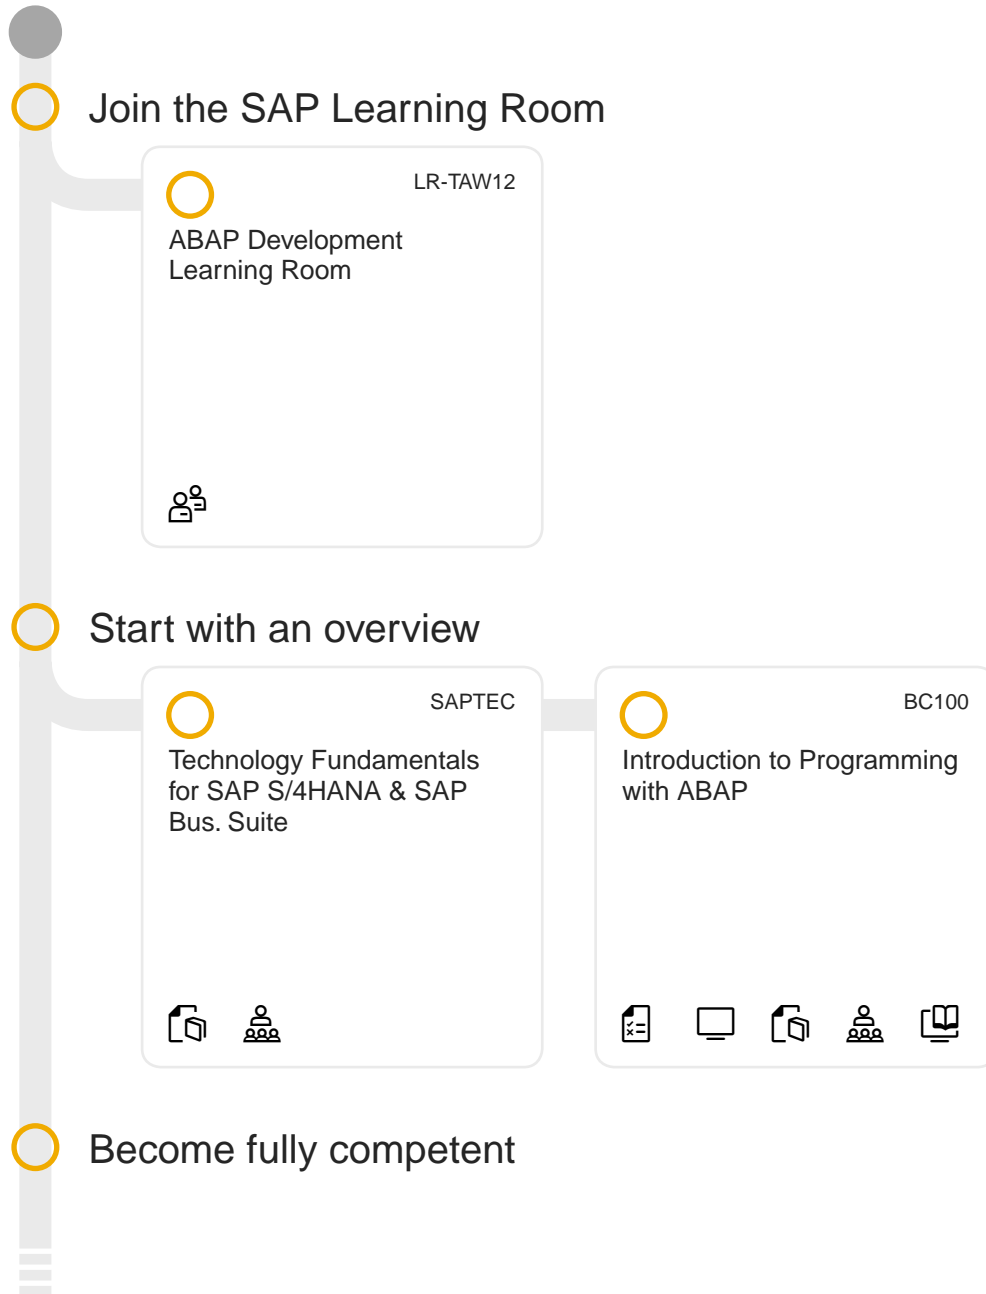 Join the SAP Learning Room
LR-TAW12
ABAP Development
Learning Room
Start with an overview
SAPTEC
Technology Fundamentals
for SAP S/4HANA & SAP
Bus. Suite
BC100
Introduction to Programming
with ABAP
Become fully competent